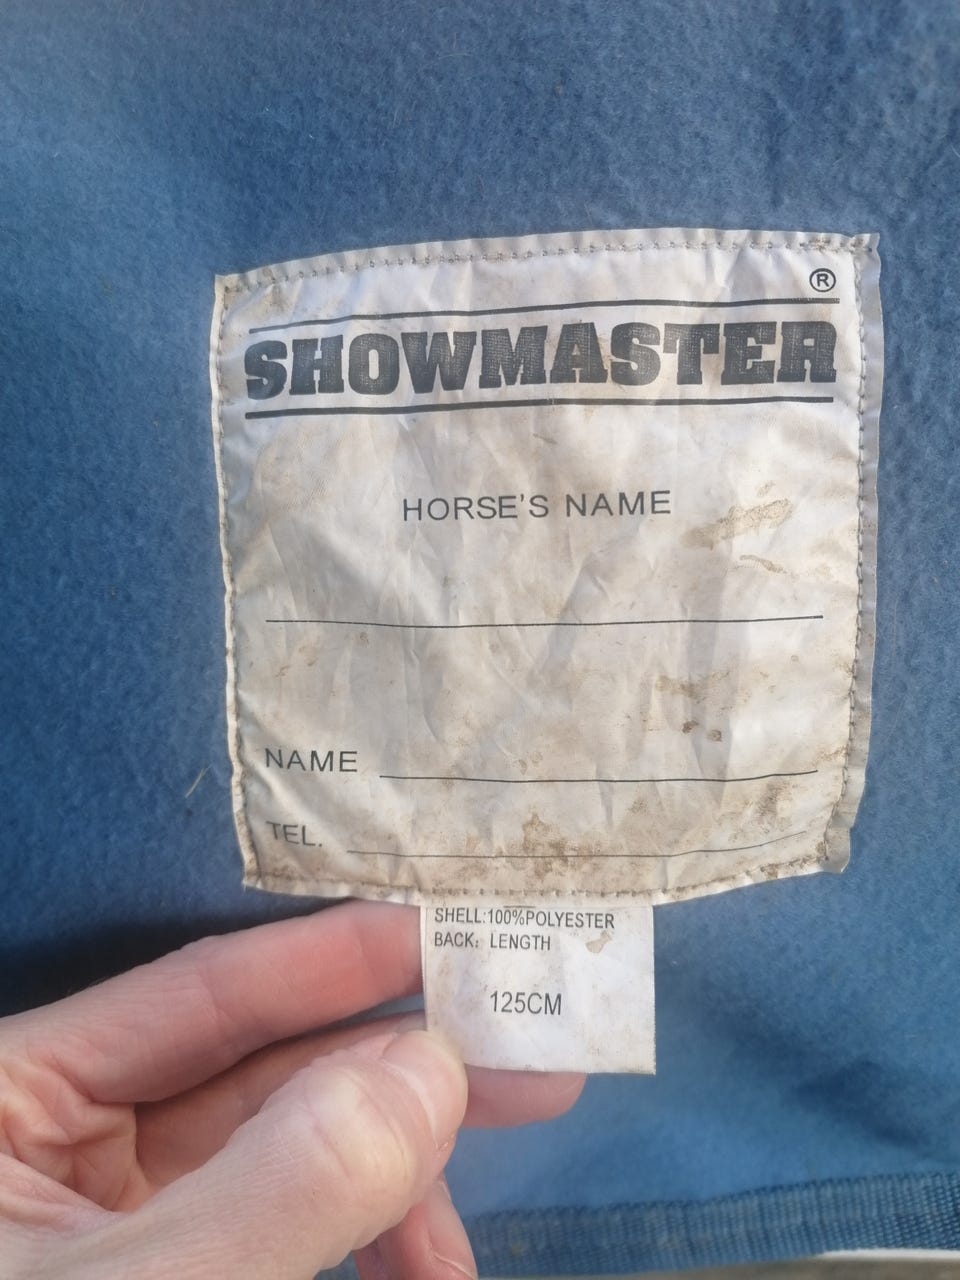 ®
SHOWMASTER
HORSE'S NAME
NAME
TEL.
SHELL:100%POLYESTER
BACK: LENGTH
125CM